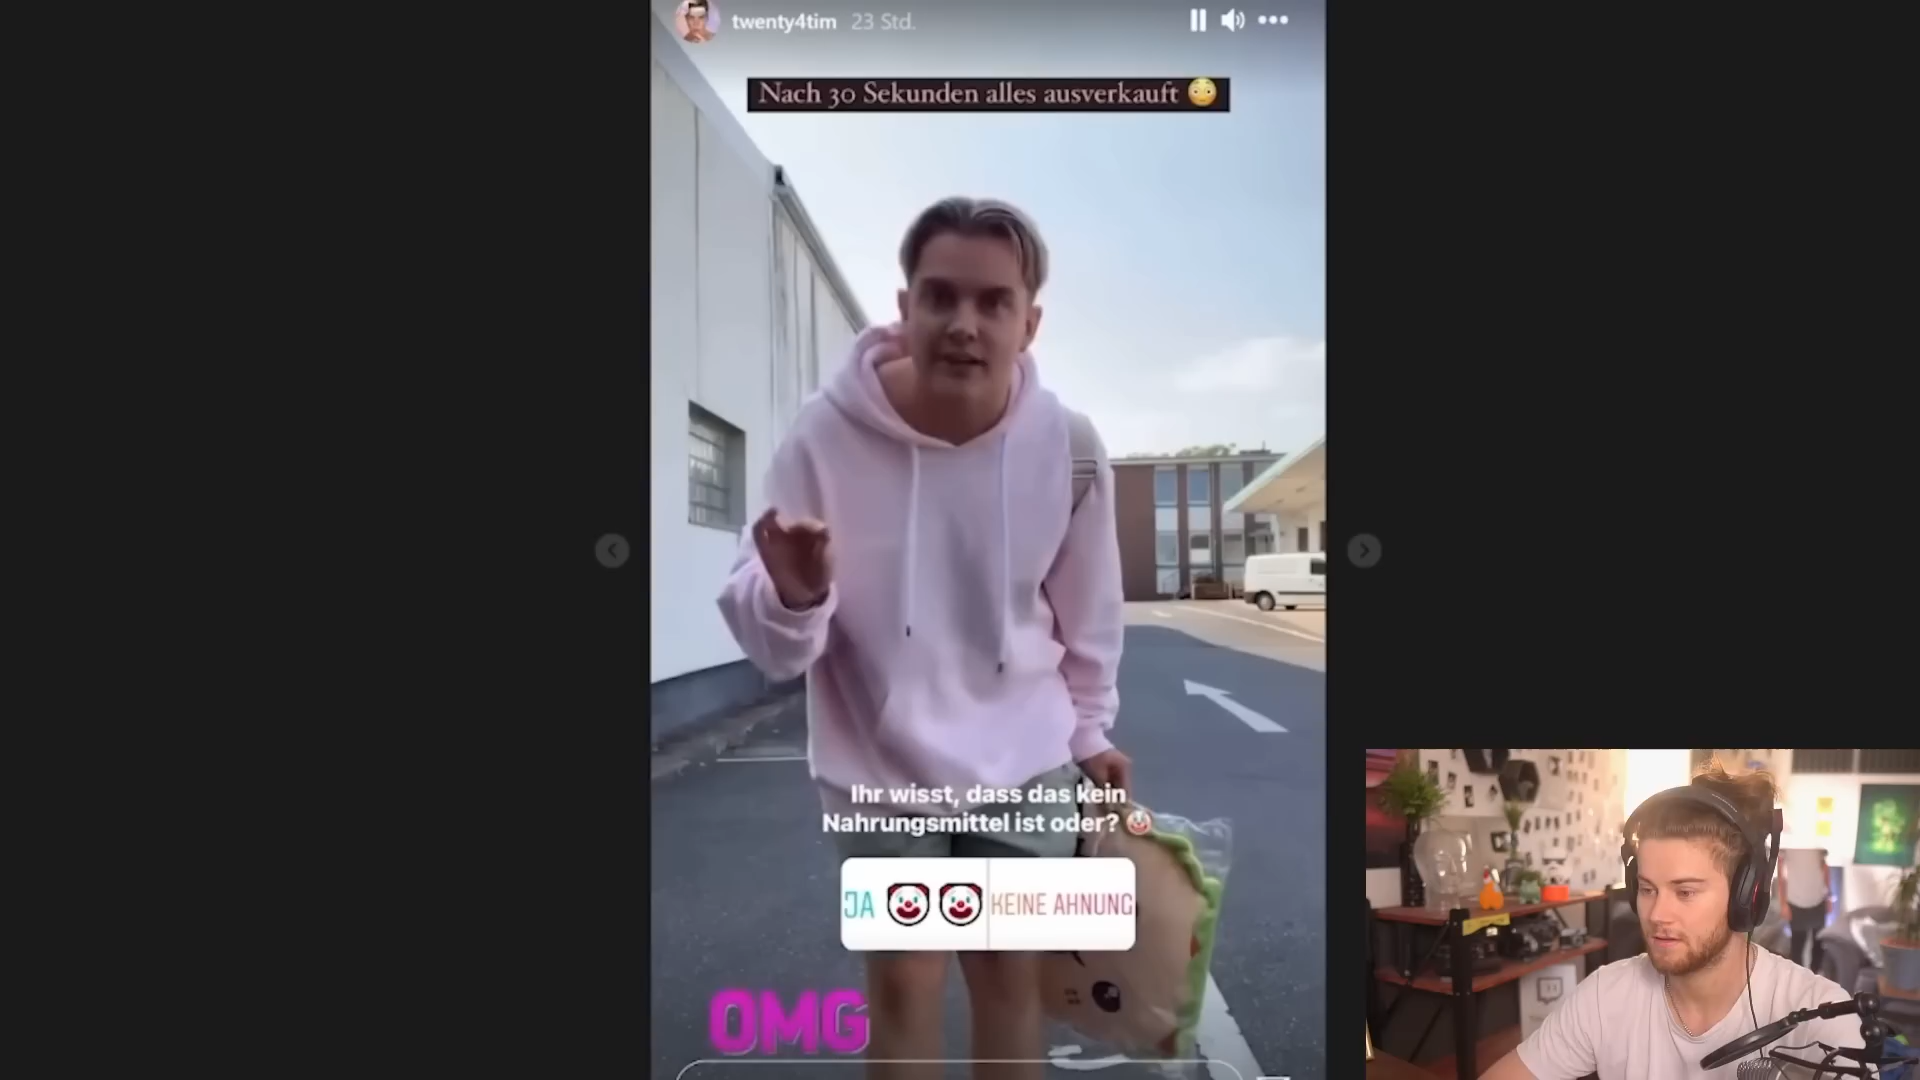 twenty4tim 23 Std.
Nach 30 Sekunden alles ausverkauft 😳
Ihr wisst, dass das kein
Nahrungsmittel ist oder? 🤡
JA 🤡🤡 KEINE AHNUNG
OMG